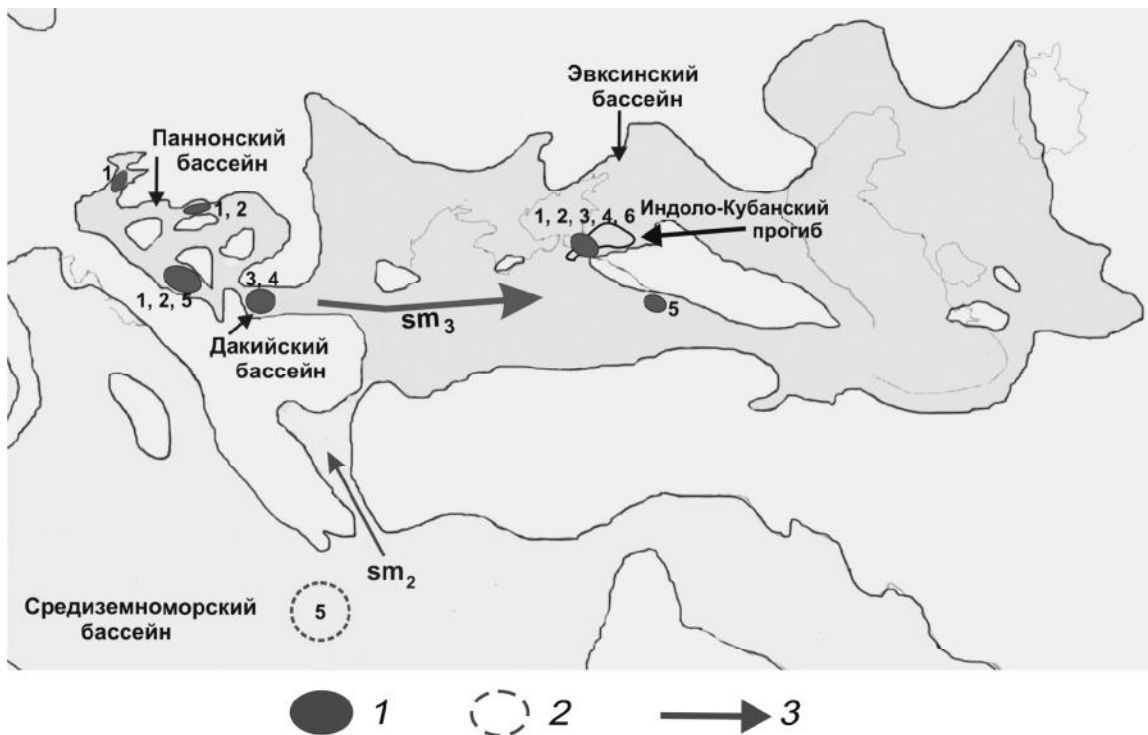 Эвксинский
бассейн
Паннонский
бассейн
1
1, 2
1, 2, 3, 4, 6
Индоло-Кубанский
прогиб
3, 4
1, 2, 5
5
sm3
Дакийский
бассейн
sm2
Средиземноморский
бассейн
5
1
2
3